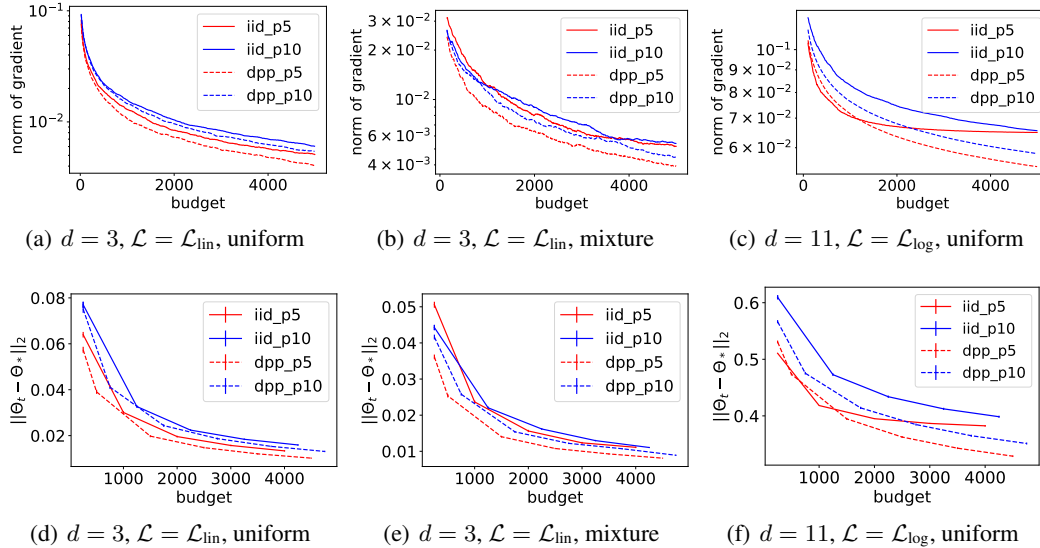 norm of gradient
10⁻¹
10⁻²
0
2000
4000
budget
iid_p5
iid_p10
dpp_p5
dpp_p10
(a) d = 3, ℒ = ℒ_lin, uniform
norm of gradient
3 × 10⁻²
2 × 10⁻²
10⁻²
6 × 10⁻³
4 × 10⁻³
3 × 10⁻³
0
2000
4000
budget
iid_p5
iid_p10
dpp_p5
dpp_p10
(b) d = 3, ℒ = ℒ_lin, mixture
norm of gradient
10⁻¹
9 × 10⁻²
8 × 10⁻²
7 × 10⁻²
6 × 10⁻²
0
2000
4000
budget
iid_p5
iid_p10
dpp_p5
dpp_p10
(c) d = 11, ℒ = ℒ_log, uniform
||Θ_t − Θ_*||₂
0.08
0.06
0.04
0.02
1000
2000
3000
4000
budget
iid_p5
iid_p10
dpp_p5
dpp_p10
(d) d = 3, ℒ = ℒ_lin, uniform
||Θ_t − Θ_*||₂
0.05
0.04
0.03
0.02
0.01
1000
2000
3000
4000
budget
iid_p5
iid_p10
dpp_p5
dpp_p10
(e) d = 3, ℒ = ℒ_lin, mixture
||Θ_t − Θ_*||₂
0.6
0.5
0.4
1000
2000
3000
4000
budget
iid_p5
iid_p10
dpp_p5
dpp_p10
(f) d = 11, ℒ = ℒ_log, uniform